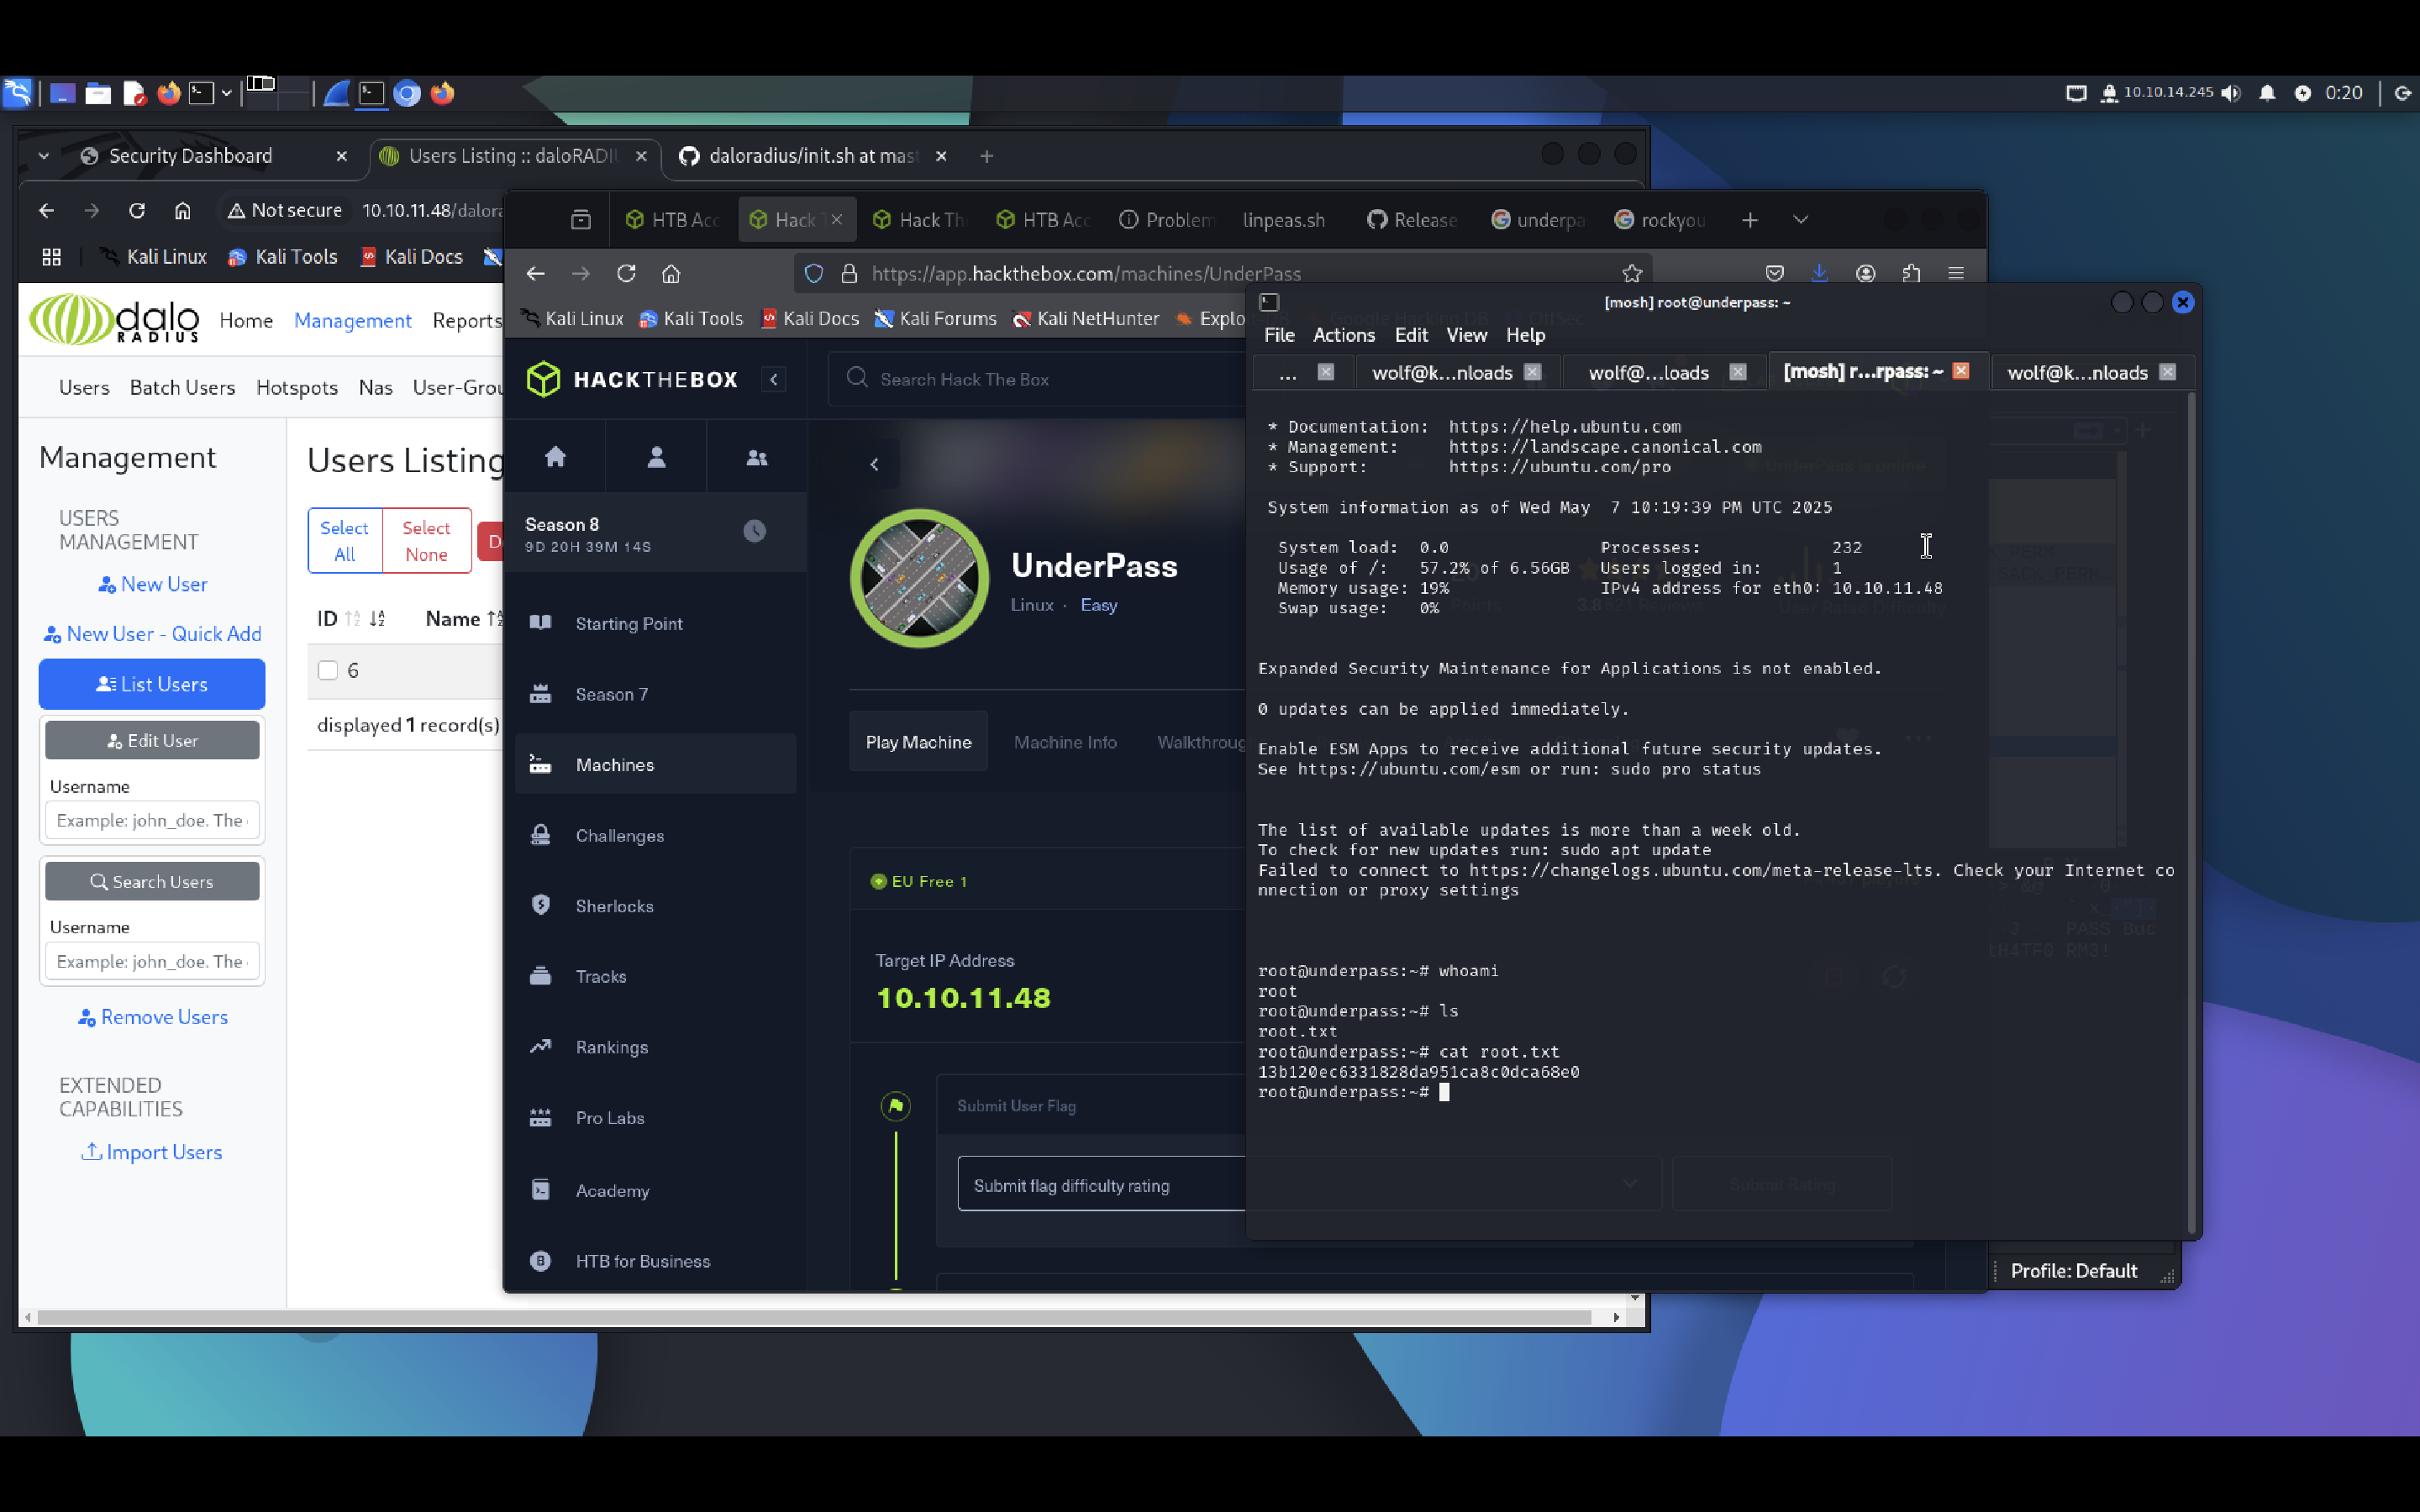 10.10.14.245
0:20
Security Dashboard
Users Listing :: daloRADI
daloradius/init.sh at mast
Not secure 10.10.11.48/dalora
Kali Linux Kali Tools Kali Docs
dalo RADIUS
Home Management Reports
Users Batch Users Hotspots Nas User-Grou
Management
USERS MANAGEMENT
New User
New User - Quick Add
List Users
Edit User
Username
Example: john_doe. The
Search Users
Username
Example: john_doe. The
Remove Users
EXTENDED CAPABILITIES
Import Users
Users Listing
Select All
Select None
D
ID Name
6
displayed 1 record(s)
HTB Acc
Hack T
Hack Th
HTB Acc
Problem
linpeas.sh
Release
underpa
rockyou
https://app.hackthebox.com/machines/UnderPass
Kali Linux Kali Tools Kali Docs Kali Forums Kali NetHunter Explo
HACKTHEBOX
Search Hack The Box
Season 8
9D 20H 39M 14S
Starting Point
Season 7
Machines
Challenges
Sherlocks
Tracks
Rankings
Pro Labs
Academy
HTB for Business
UnderPass
Linux · Easy
Play Machine Machine Info Walkthroug
EU Free 1
Target IP Address
10.10.11.48
Submit User Flag
Submit flag difficulty rating
Submit Rating
[mosh] root@underpass: ~
File Actions Edit View Help
...
wolf@k...nloads
wolf@...loads
[mosh] r...rpass: ~
wolf@k...nloads
* Documentation: https://help.ubuntu.com
* Management: https://landscape.canonical.com
* Support: https://ubuntu.com/pro
System information as of Wed May 7 10:19:39 PM UTC 2025
System load: 0.0 Processes: 232
Usage of /: 57.2% of 6.56GB Users logged in: 1
Memory usage: 19% IPv4 address for eth0: 10.10.11.48
Swap usage: 0%
Expanded Security Maintenance for Applications is not enabled.
0 updates can be applied immediately.
Enable ESM Apps to receive additional future security updates.
See https://ubuntu.com/esm or run: sudo pro status
The list of available updates is more than a week old.
To check for new updates run: sudo apt update
Failed to connect to https://changelogs.ubuntu.com/meta-release-lts. Check your Internet co
nnection or proxy settings
root@underpass:~# whoami
root
root@underpass:~# ls
root.txt
root@underpass:~# cat root.txt
13b120ec6331828da951ca8c0dca68e0
root@underpass:~#
Profile: Default